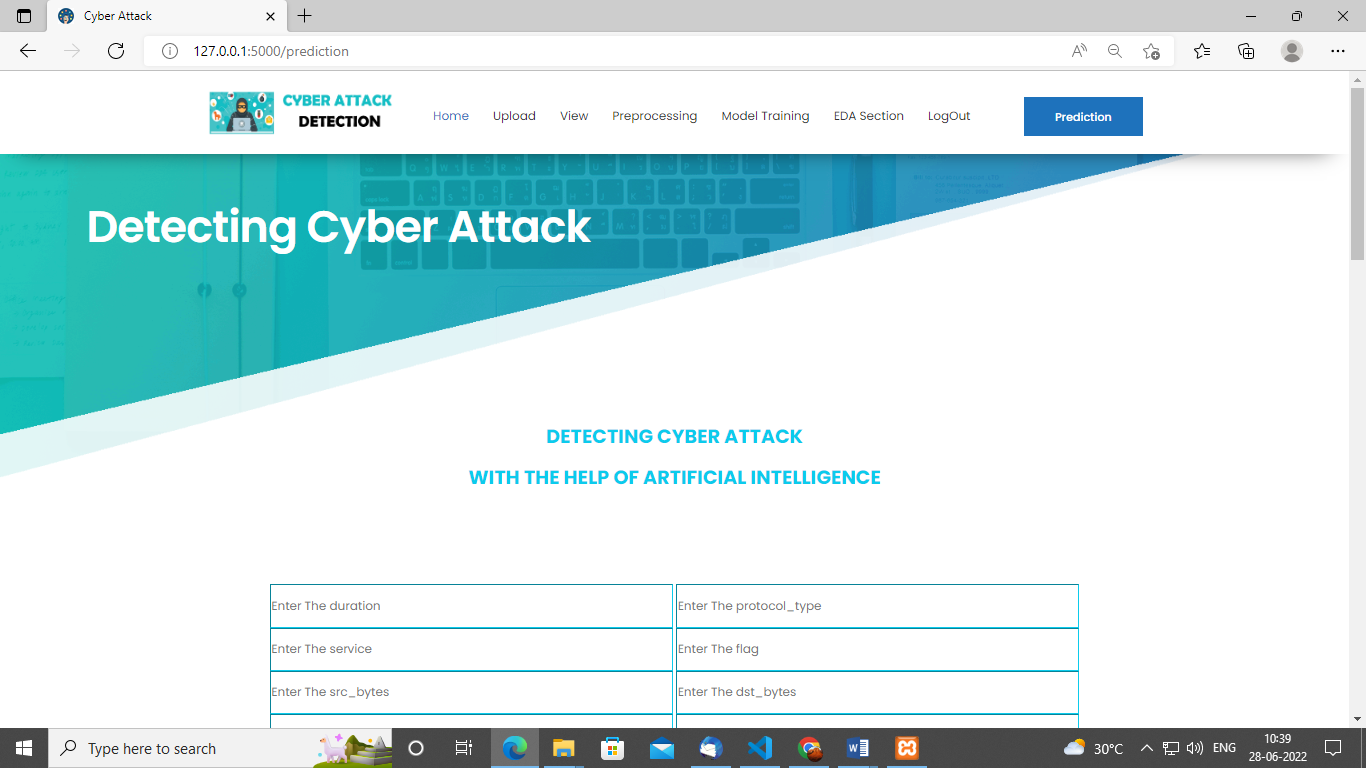 Cyber Attack
127.0.0.1:5000/prediction
CYBER ATTACK
DETECTION
Home Upload View Preprocessing Model Training EDA Section LogOut Prediction
Detecting Cyber Attack
DETECTING CYBER ATTACK
WITH THE HELP OF ARTIFICIAL INTELLIGENCE
Enter The duration Enter The protocol_type
Enter The service Enter The flag
Enter The src_bytes Enter The dst_bytes
Type here to search
30°C ENG 10:39
28-06-2022